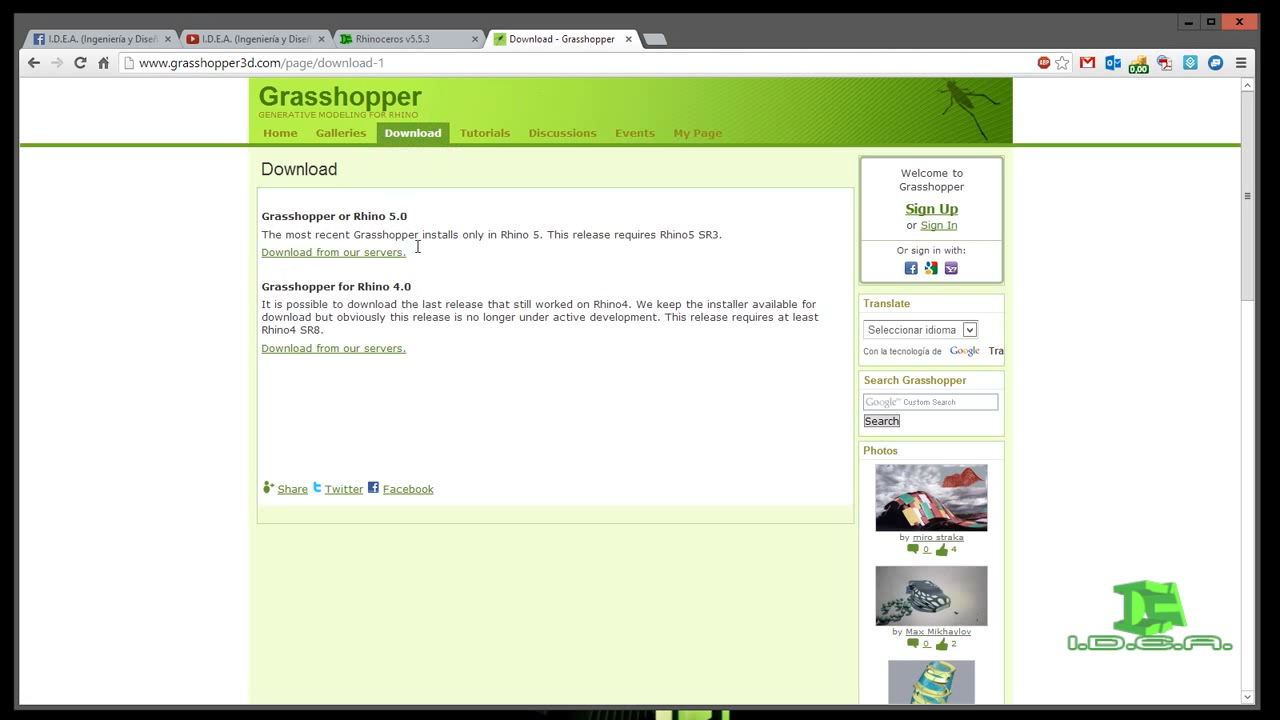 I.D.E.A. (Ingeniería y Diseñ
I.D.E.A. (Ingeniería y Diseñ
Rhinoceros v5.5.3
Download - Grasshopper
www.grasshopper3d.com/page/download-1
ABP
0,00
Grasshopper
GENERATIVE MODELING FOR RHINO
Home Galleries Download Tutorials Discussions Events My Page
Download
Grasshopper or Rhino 5.0
The most recent Grasshopper installs only in Rhino 5. This release requires Rhino5 SR3.
Download from our servers.
Grasshopper for Rhino 4.0
It is possible to download the last release that still worked on Rhino4. We keep the installer available for
download but obviously this release is no longer under active development. This release requires at least
Rhino4 SR8.
Download from our servers.
Share Twitter Facebook
Welcome to
Grasshopper
Sign Up
or Sign In
Or sign in with:
Translate
Seleccionar idioma
Con la tecnología de Google Tra
Search Grasshopper
Google™ Custom Search
Search
Photos
by miro straka
0 4
by Max Mikhaylov
0 2
I.D.E.A.